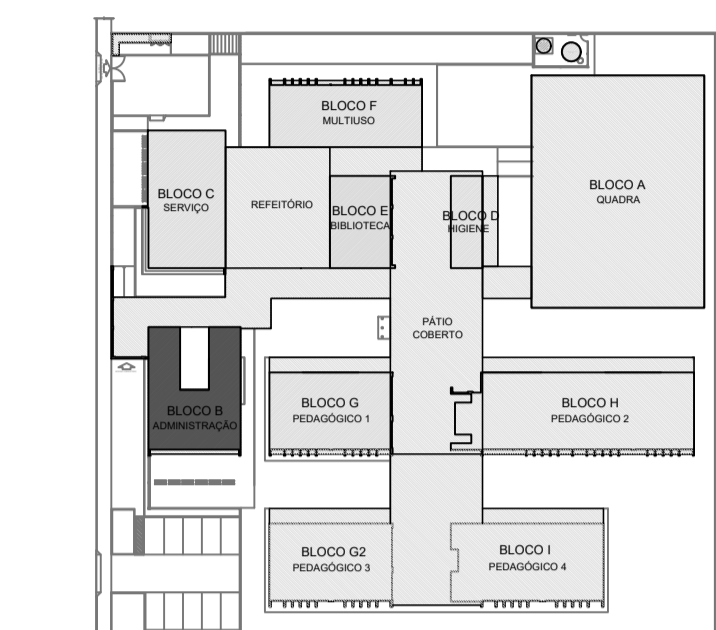 BLOCO F
MULTIUSO
BLOCO A
QUADRA
BLOCO C
SERVIÇO
REFEITÓRIO
BLOCO E
BIBLIOTECA
BLOCO D
HIGIENE
PÁTIO
COBERTO
BLOCO B
ADMINISTRAÇÃO
BLOCO G
PEDAGÓGICO 1
BLOCO H
PEDAGÓGICO 2
BLOCO G2
PEDAGÓGICO 3
BLOCO I
PEDAGÓGICO 4